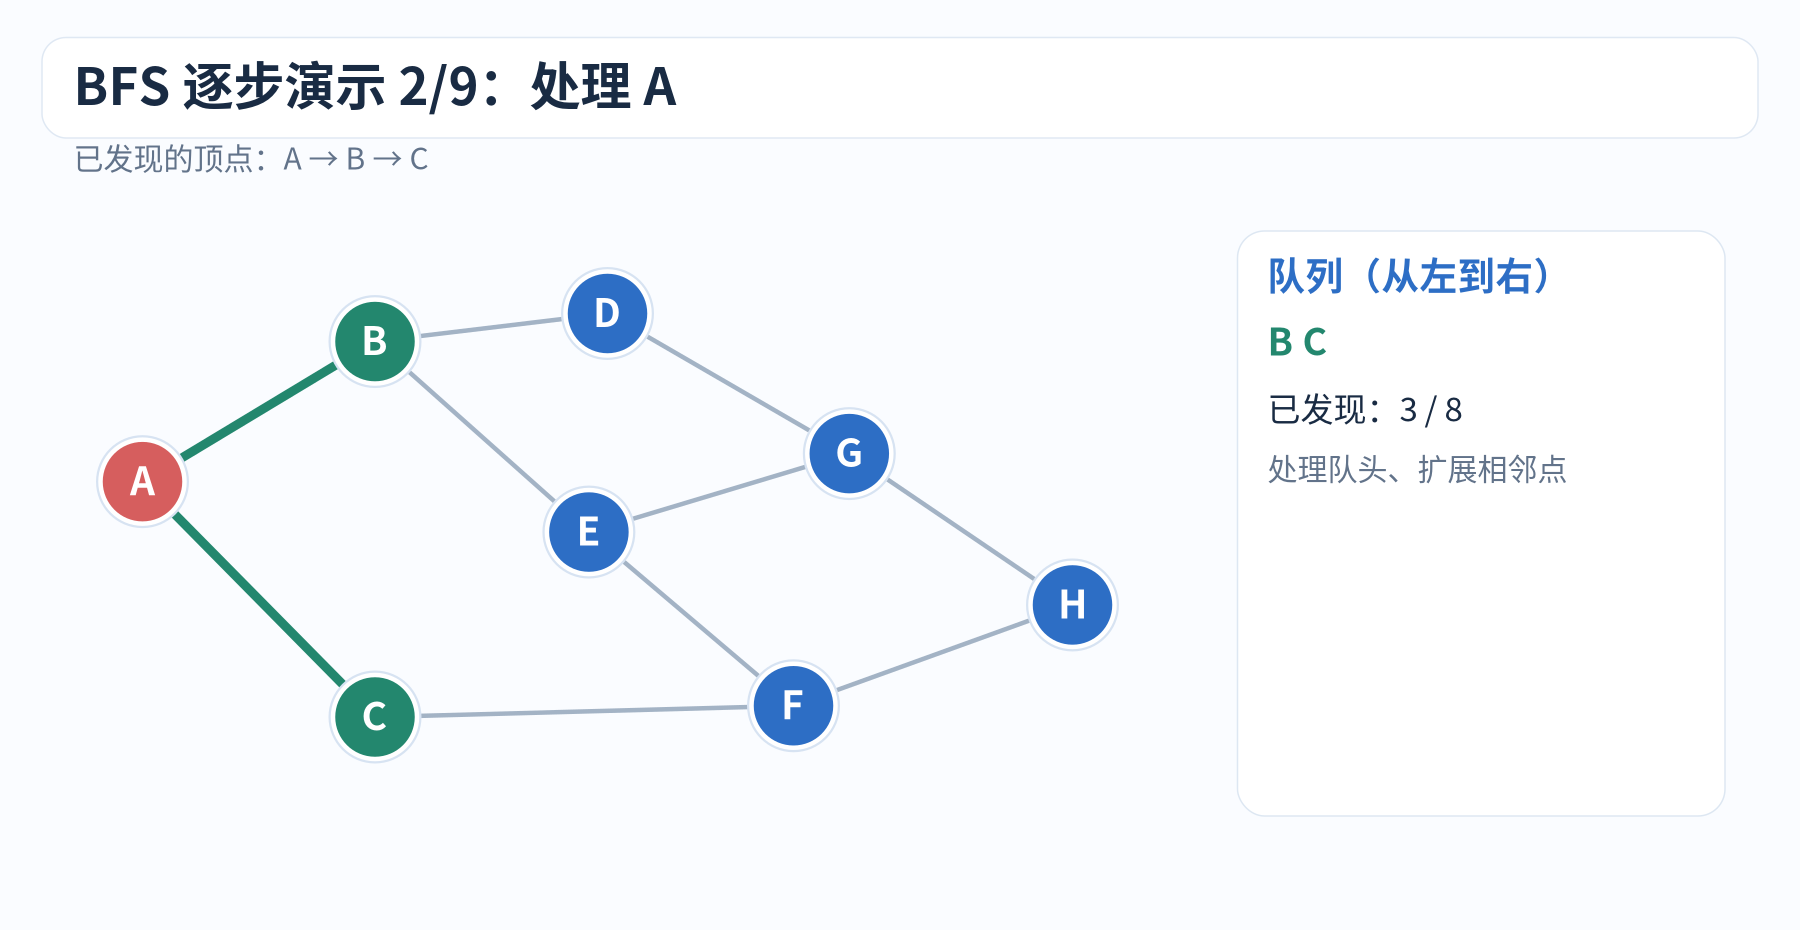 BFS 逐步演示 2/9：处理 A
已发现的顶点：A → B → C
队列（从左到右）
B C
已发现：3 / 8
处理队头、扩展相邻点
D
B
G
A
E
H
F
C